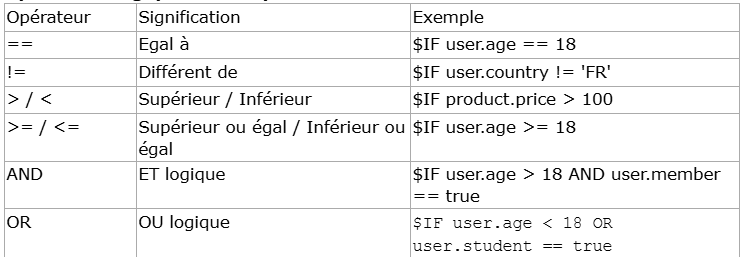 Opérateur Signification Exemple
== Egal à $IF user.age == 18
!= Différent de $IF user.country != 'FR'
> / < Supérieur / Inférieur $IF product.price > 100
>= / <= Supérieur ou égal / Inférieur ou $IF user.age >= 18
égal
AND ET logique $IF user.age > 18 AND user.member
== true
OR OU logique $IF user.age < 18 OR
user.student == true